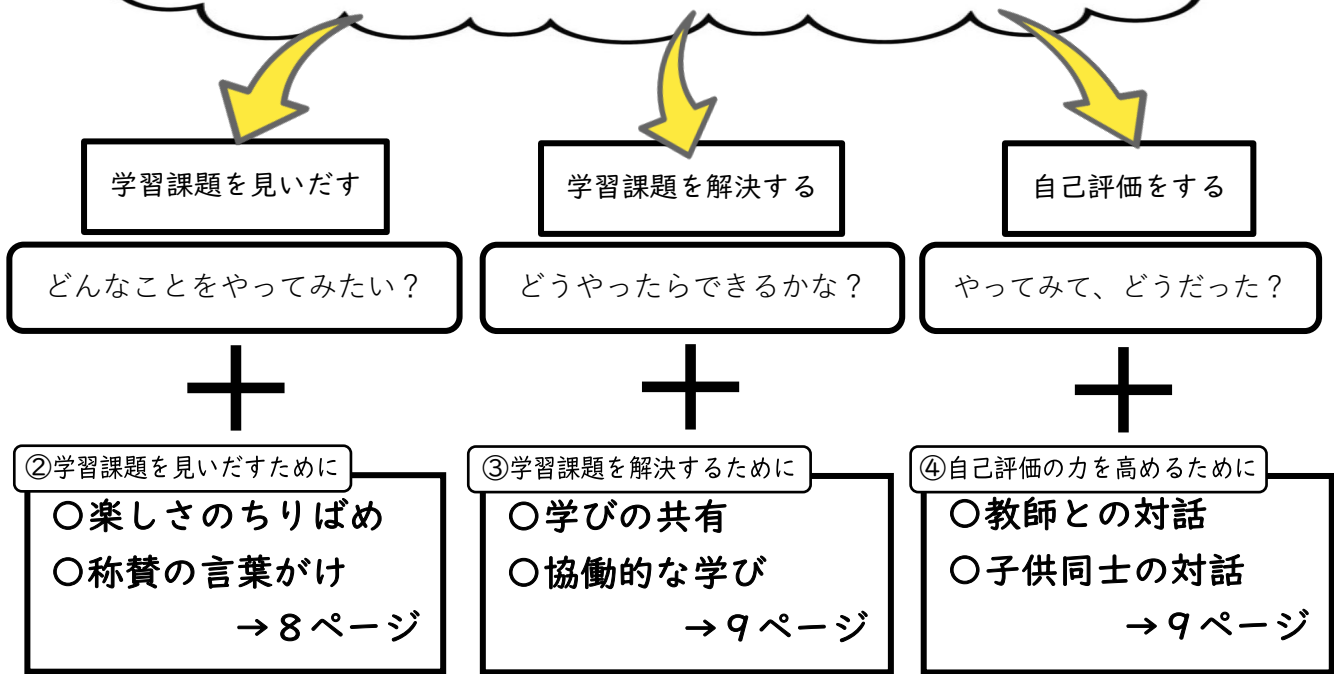 学習課題を見いだす
どんなことをやってみたい？
＋
②学習課題を見いだすために
○楽しさのちりばめ
○称賛の言葉がけ
→8ページ
学習課題を解決する
どうやったらできるかな？
＋
③学習課題を解決するために
○学びの共有
○協働的な学び
→9ページ
自己評価をする
やってみて、どうだった？
＋
④自己評価の力を高めるために
○教師との対話
○子供同士の対話
→9ページ